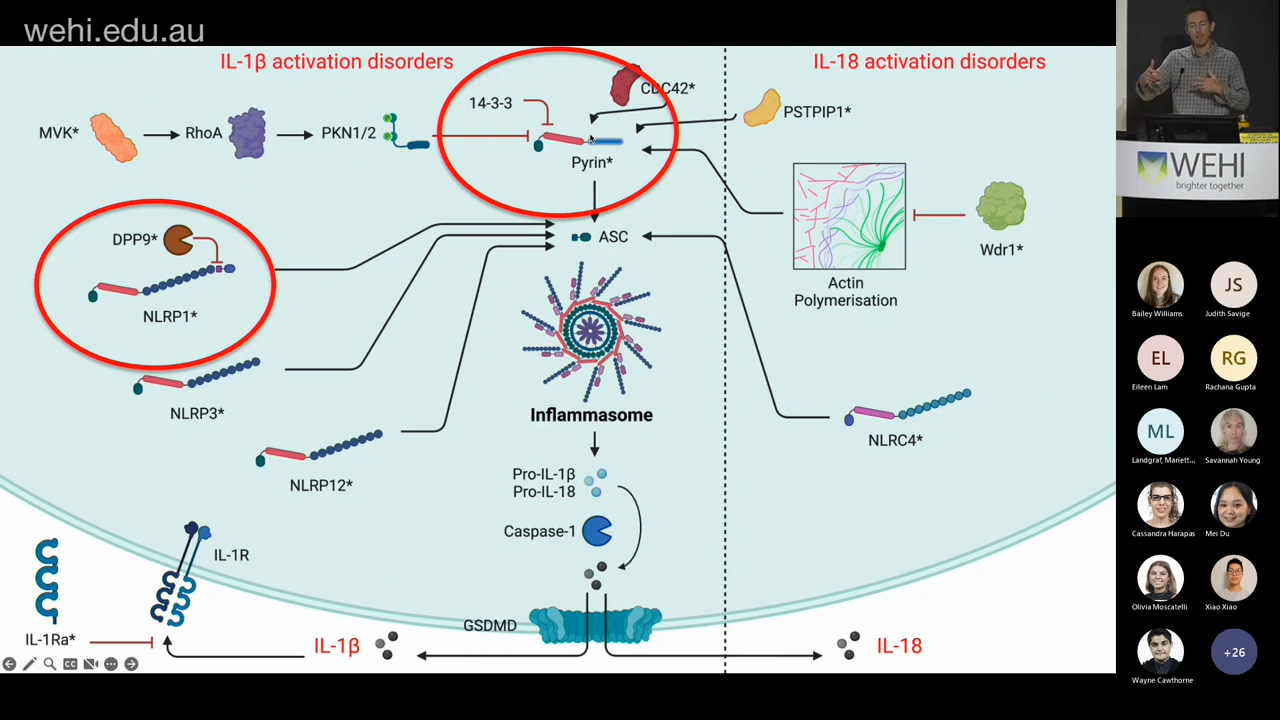 wehi.edu.au
IL-1β activation disorders
IL-18 activation disorders
14-3-3
CDC42*
PSTPIP1*
MVK*
RhoA
PKN1/2
P
P
Pyrin*
DPP9*
ASC
NLRP1*
Wdr1*
Actin
Polymerisation
NLRP3*
Inflammasome
NLRC4*
NLRP12*
Pro-IL-1β
Pro-IL-18
Caspase-1
IL-1R
GSDMD
IL-1Ra*
IL-1β
IL-18
CC
WEHI
brighter together
JS
Bailey Williams
Judith Savige
EL
RG
Eileen Lam
Rachana Gupta
ML
Landgraf, Mariett...
Savannah Young
Cassandra Harapas
Mei Du
Olivia Moscatelli
Xiao Xiao
+26
Wayne Cawthorne